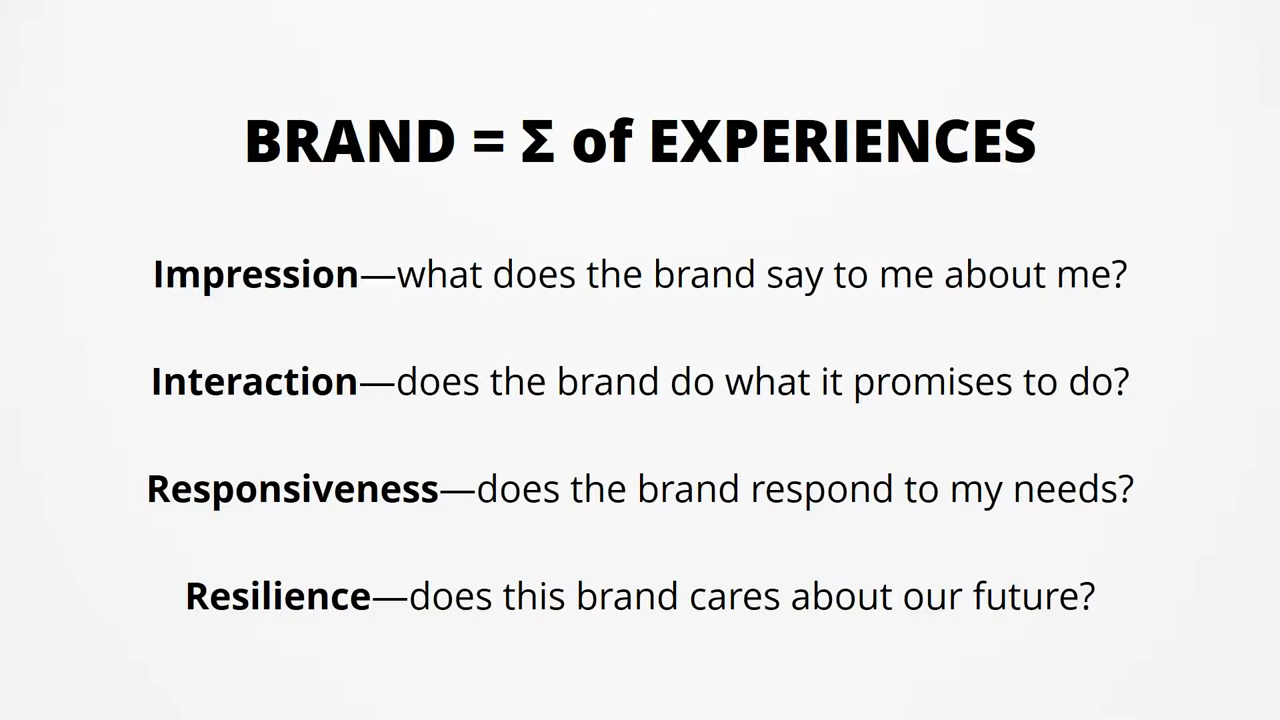 BRAND = Σ of EXPERIENCES
Impression—what does the brand say to me about me?
Interaction—does the brand do what it promises to do?
Responsiveness—does the brand respond to my needs?
Resilience—does this brand cares about our future?